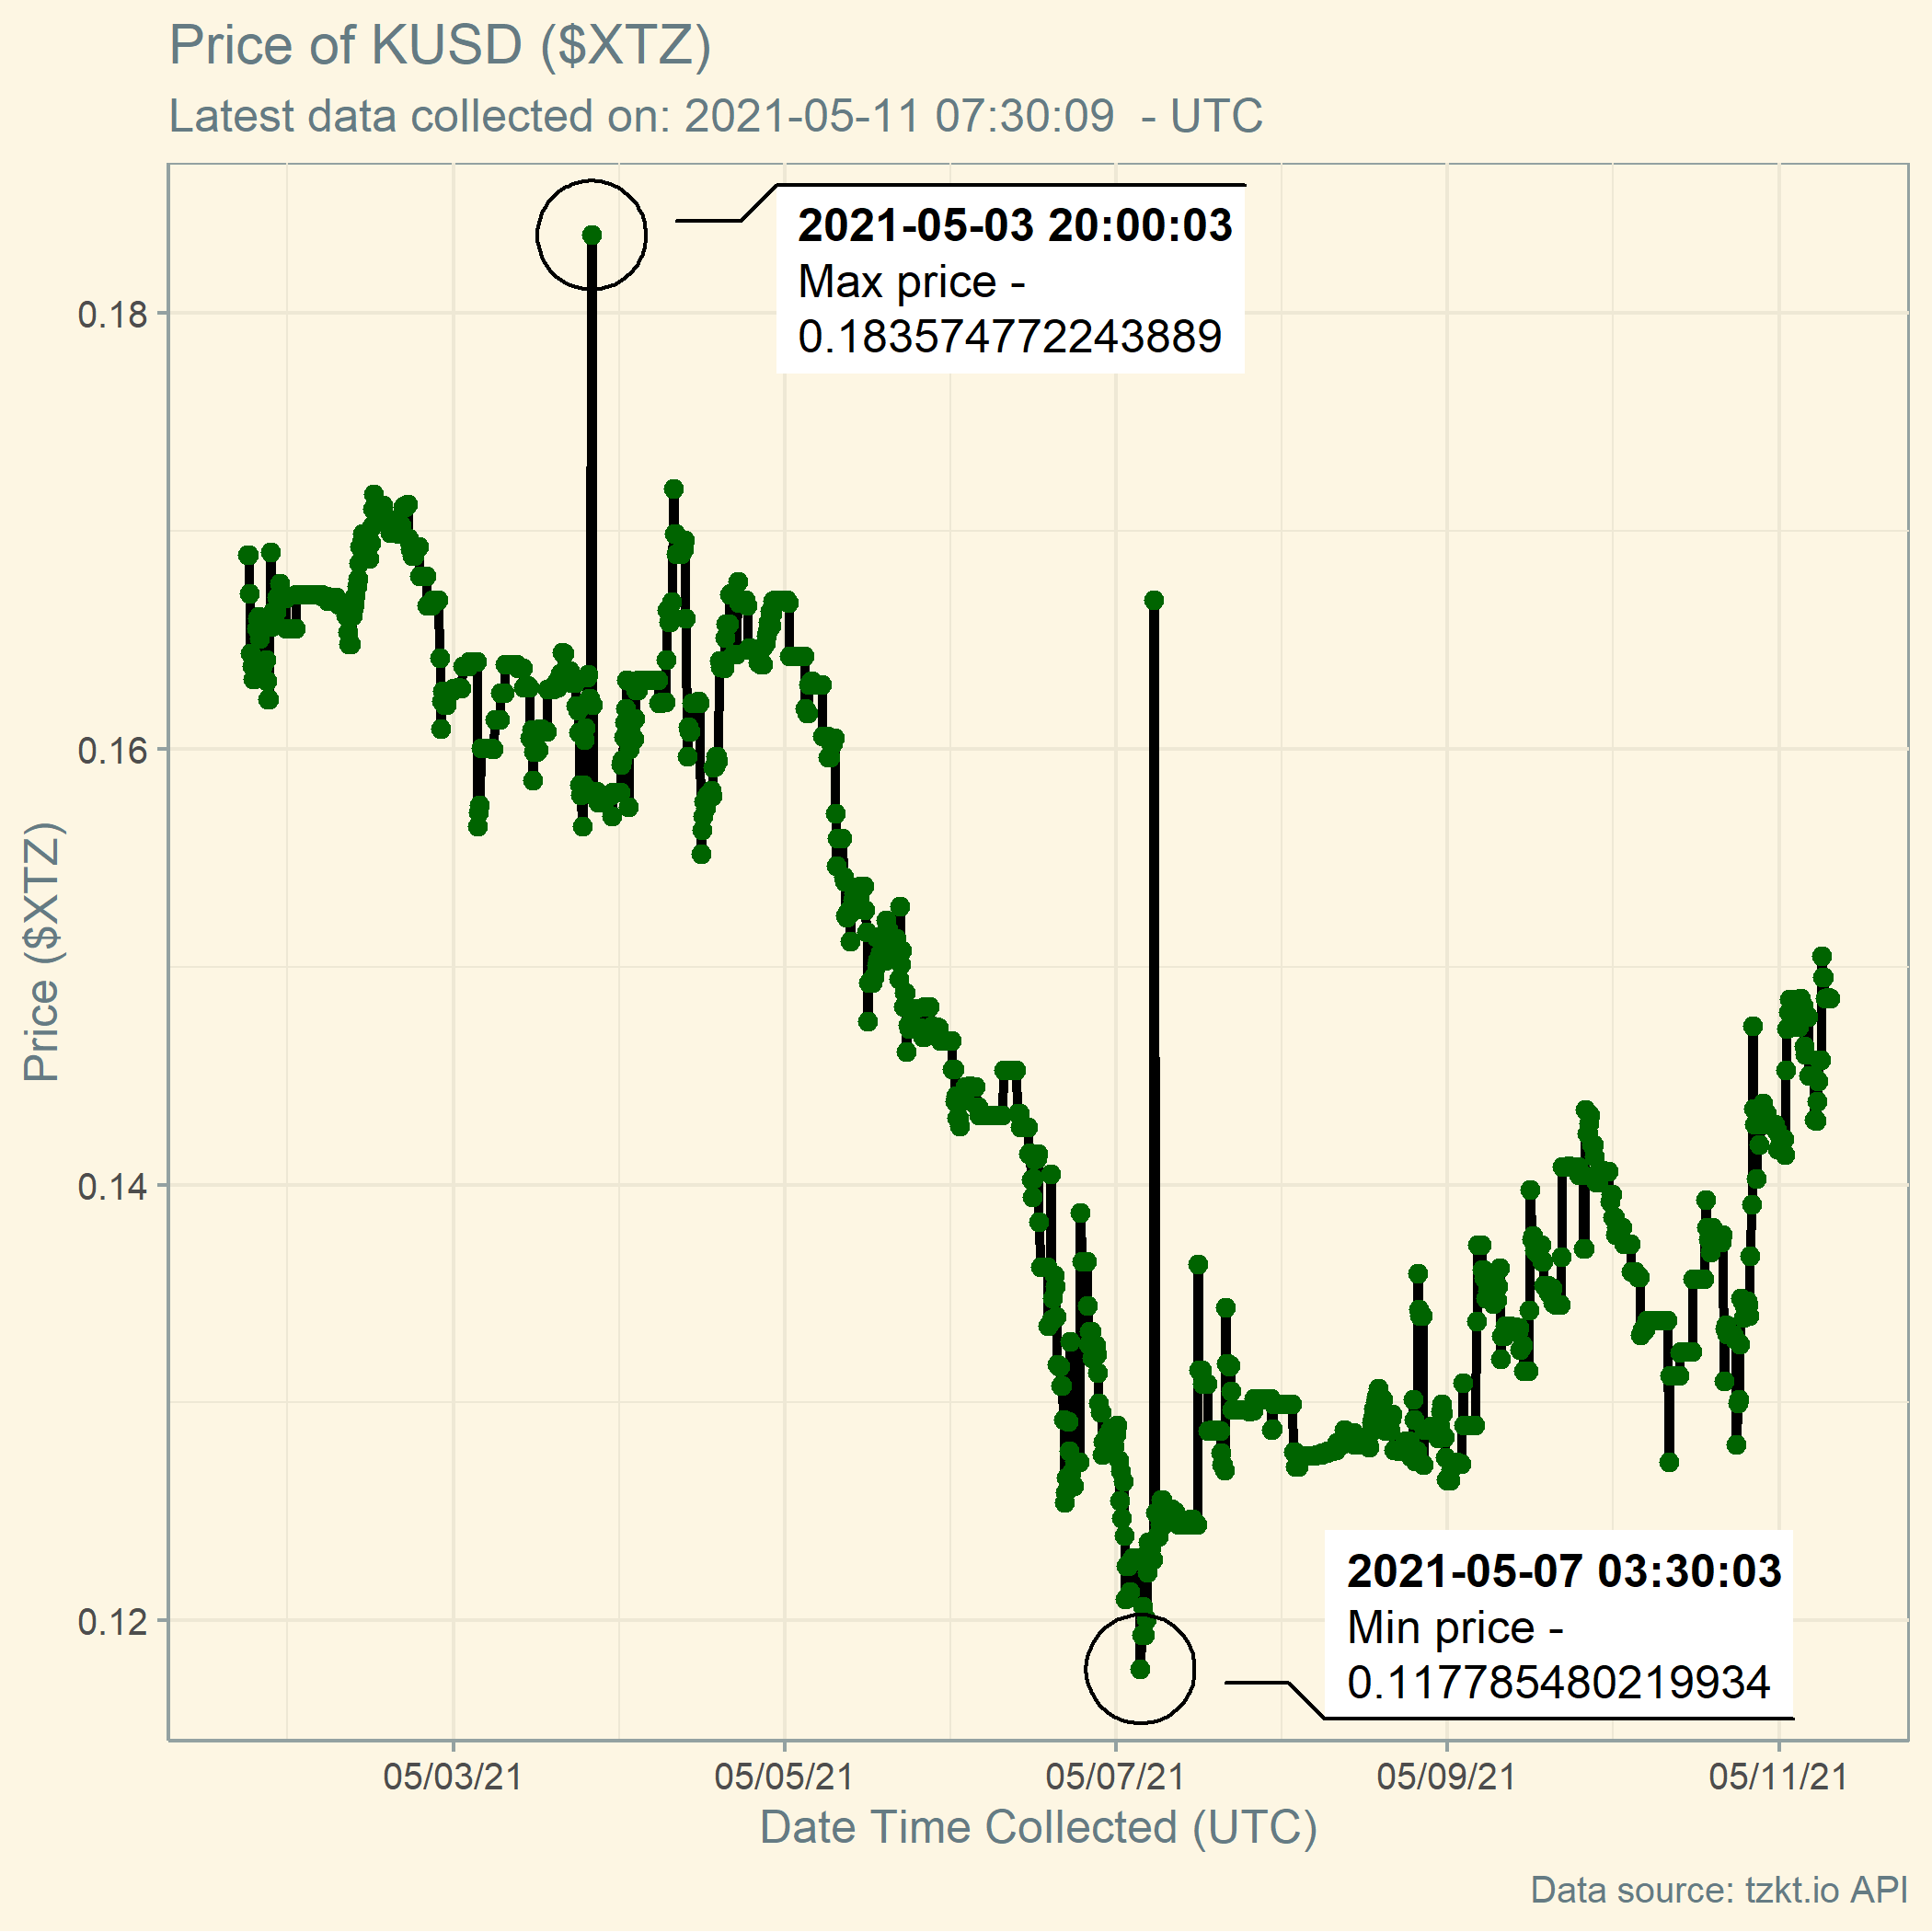 Price of KUSD ($XTZ)
Latest data collected on: 2021-05-11 07:30:09  - UTC
2021-05-03 20:00:03
Max price -
0.183574772243889
0.18
0.16
0.14
0.12
Price ($XTZ)
2021-05-07 03:30:03
Min price -
0.117785480219934
05/03/21
05/05/21
05/07/21
05/09/21
05/11/21
Date Time Collected (UTC)
Data source: tzkt.io API